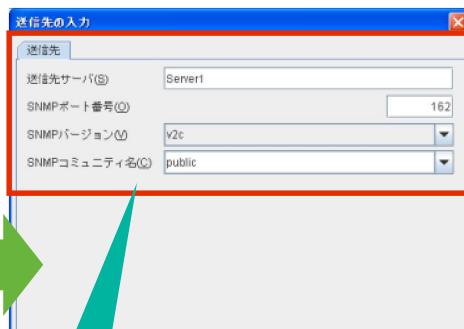 送信先の入力
送信先
送信先サーバ(S) Server1
SNMPポート番号(O) 162
SNMPバージョン(V) v2c
SNMPコミュニティ名(C) public